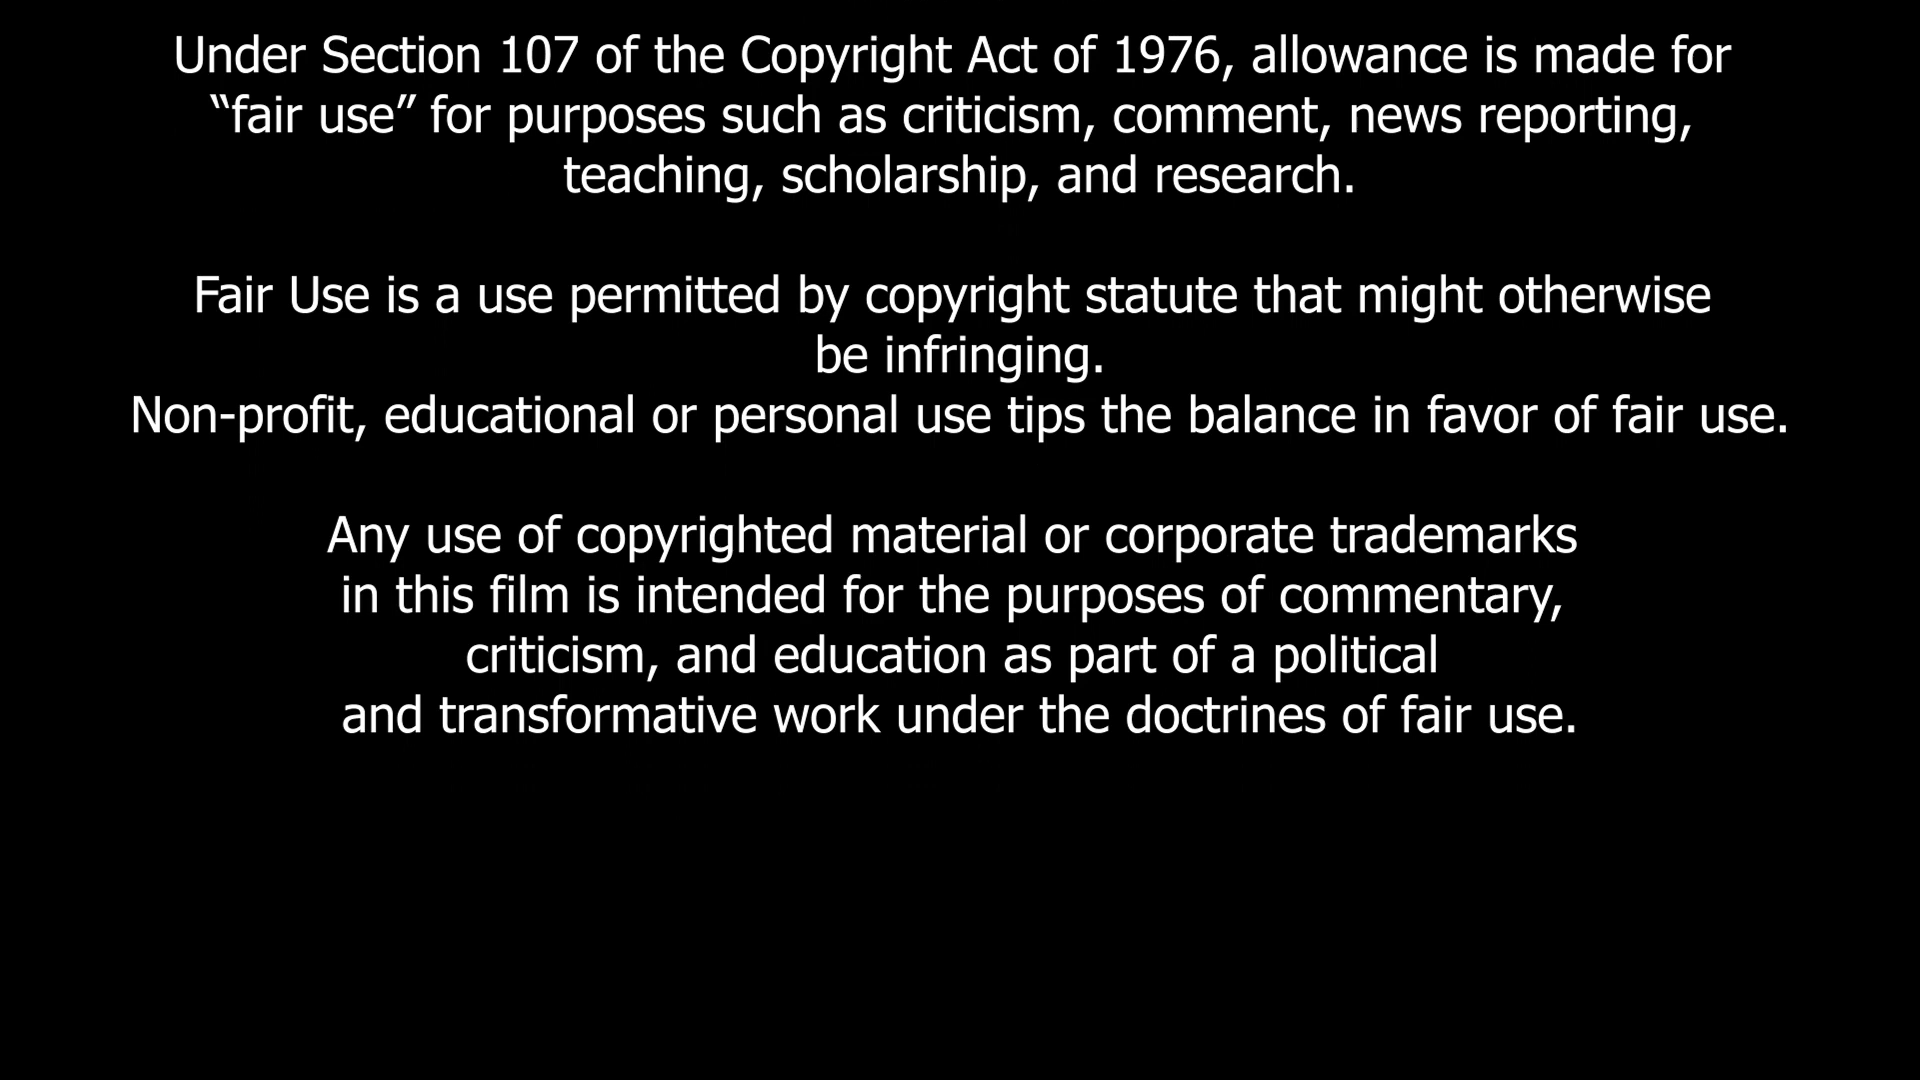 Under Section 107 of the Copyright Act of 1976, allowance is made for
“fair use” for purposes such as criticism, comment, news reporting,
teaching, scholarship, and research.
Fair Use is a use permitted by copyright statute that might otherwise
be infringing.
Non-profit, educational or personal use tips the balance in favor of fair use.
Any use of copyrighted material or corporate trademarks
in this film is intended for the purposes of commentary,
criticism, and education as part of a political
and transformative work under the doctrines of fair use.